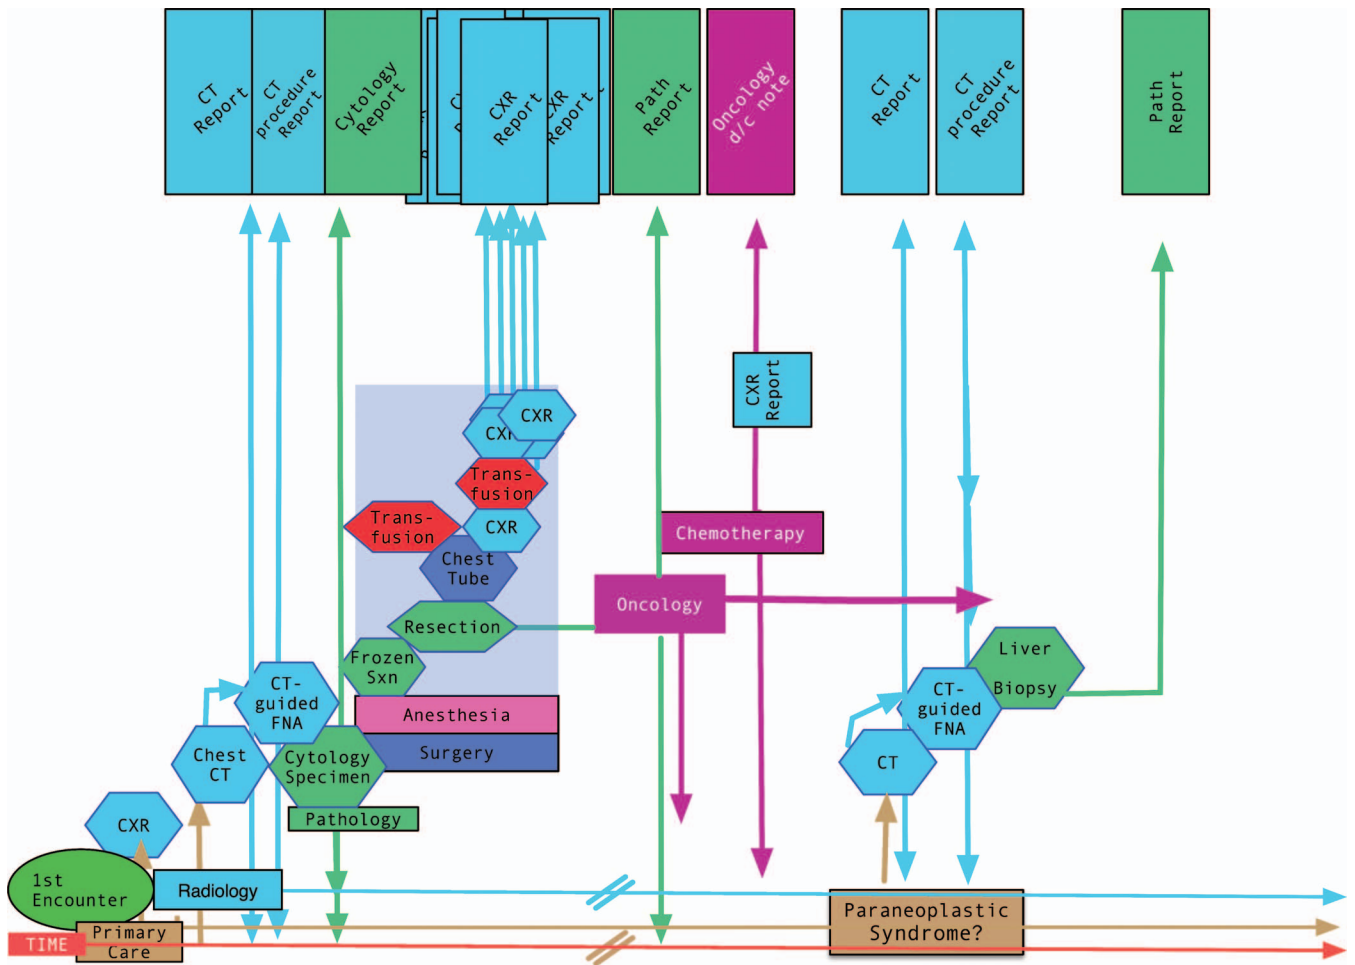 CT
Report
CT
procedure
Report
Cytology
Report
CXR
Report
CXR
Report
Path
Report
Oncology
d/c note
CT
Report
CT
procedure
Report
Path
Report
CXR
Report
CXR
CXR
Trans-
fusion
Trans-
fusion
CXR
Chest
Tube
Chemotherapy
Oncology
Resection
Frozen
Sxn
Liver
Biopsy
CT-
guided
FNA
CT-
guided
FNA
Anesthesia
Surgery
Chest
CT
Cytology
Specimen
CT
Pathology
CXR
1st
Encounter
Radiology
Paraneoplastic
Syndrome?
Primary
Care
TIME